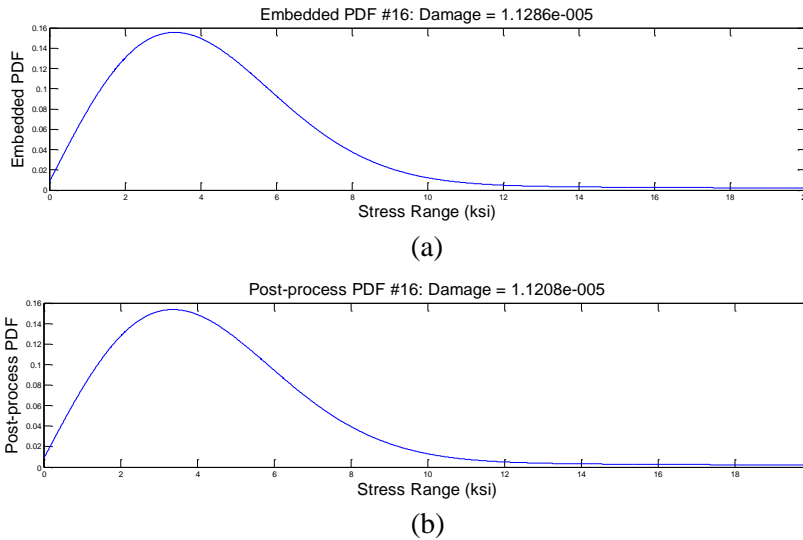 Embedded PDF #16: Damage = 1.1286e-005
Embedded PDF
0.16
0.14
0.12
0.1
0.08
0.06
0.04
0.02
0
0 2 4 6 8 10 12 14 16 18 2
Stress Range (ksi)
(a)
Post-process PDF #16: Damage = 1.1208e-005
Post-process PDF
0.16
0.14
0.12
0.1
0.08
0.06
0.04
0.02
0
0 2 4 6 8 10 12 14 16 18
Stress Range (ksi)
(b)